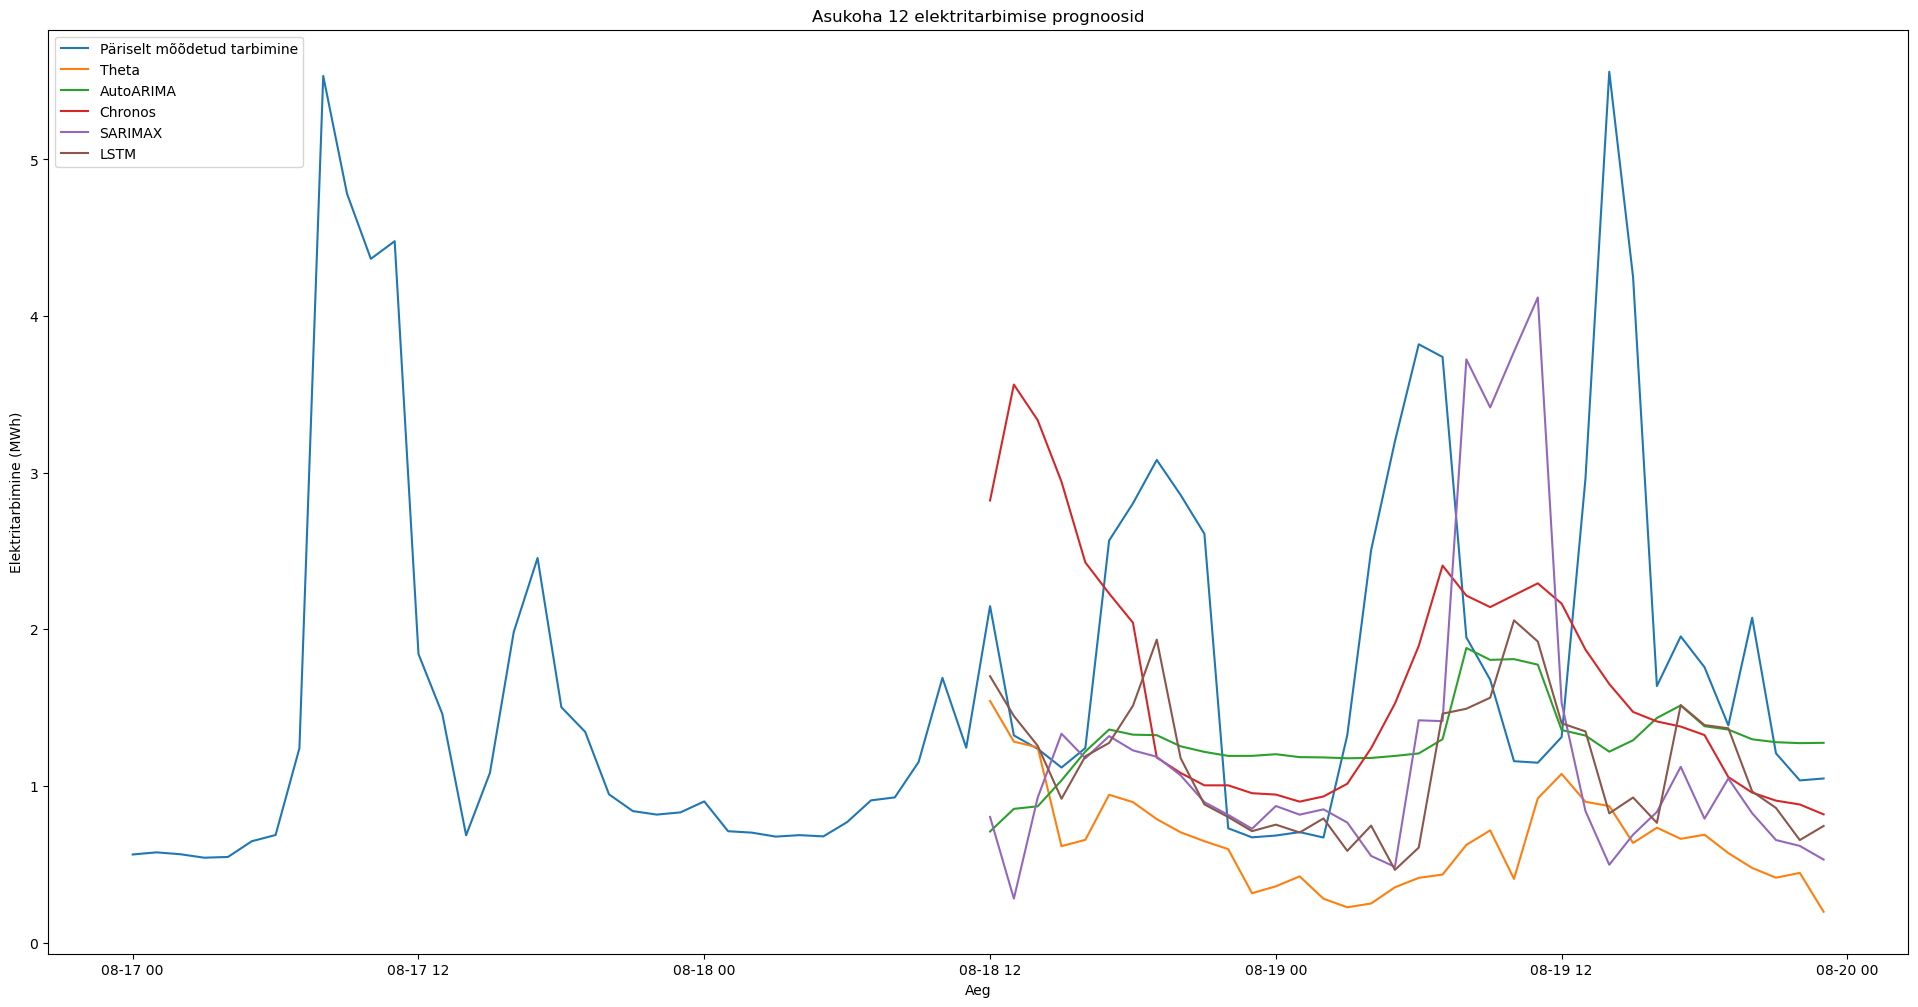 Asukoha 12 elektritarbimise prognoosid
Päriselt mõõdetud tarbimine
Theta
AutoARIMA
Chronos
SARIMAX
LSTM
Elektritarbimine (MWh)
5
4
3
2
1
0
08-17 00
08-17 12
08-18 00
08-18 12
08-19 00
08-19 12
08-20 00
Aeg